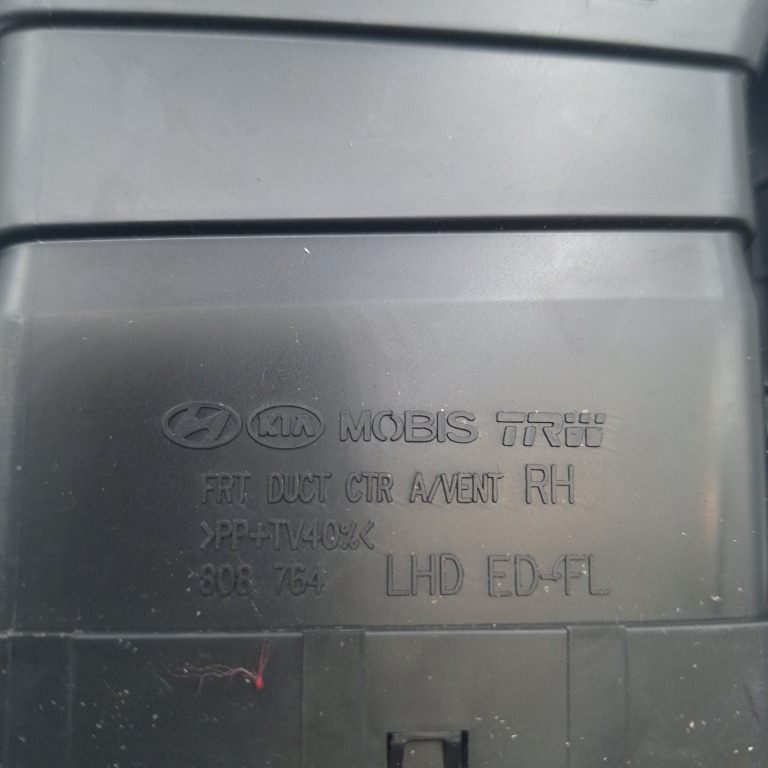 KIA MOBIS TRW
FRT DUCT CTR A/VENT RH
>PP+TV40%<
808 764 LHD ED-FL